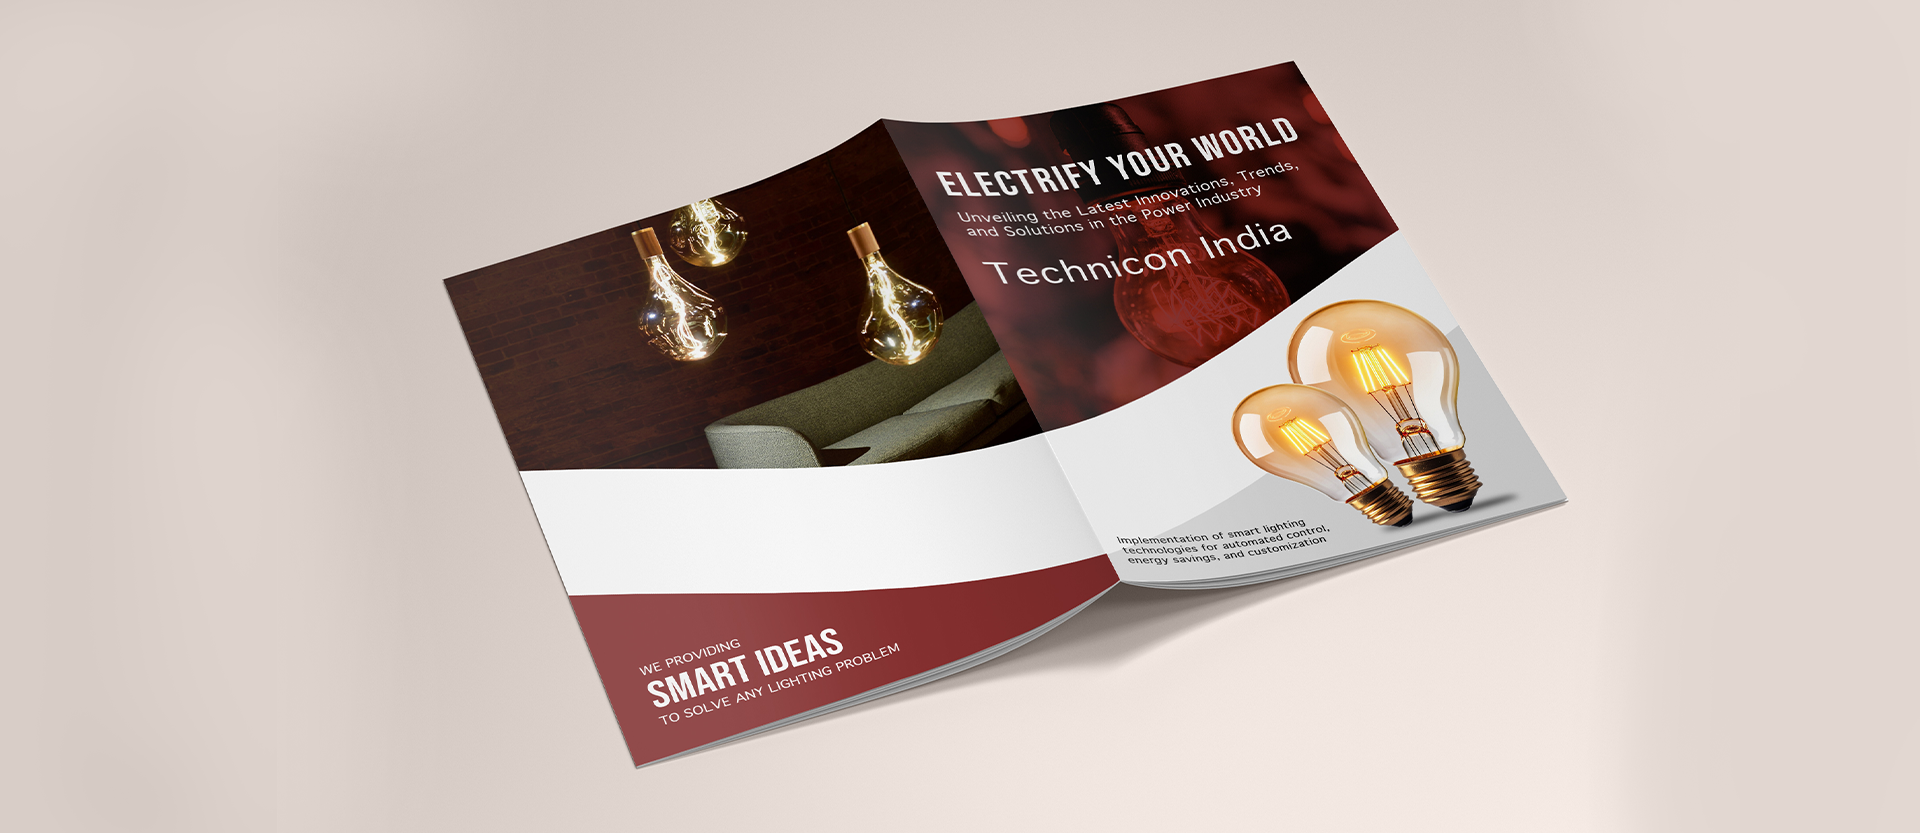 ELECTRIFY YOUR WORLD
Unveiling the Latest Innovations, Trends,
and Solutions in the Power Industry
Technicon India
Implementation of smart lighting
technologies for automated control,
energy savings, and customization
WE PROVIDING
SMART IDEAS
TO SOLVE ANY LIGHTING PROBLEM